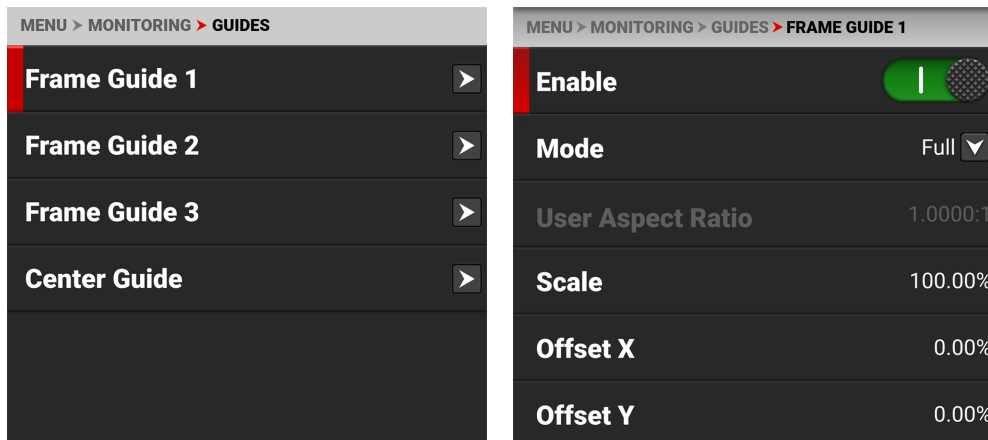 MENU > MONITORING > GUIDES
Frame Guide 1
Frame Guide 2
Frame Guide 3
Center Guide
MENU > MONITORING > GUIDES > FRAME GUIDE 1
Enable
Mode Full
User Aspect Ratio 1.0000:1
Scale 100.00%
Offset X 0.00%
Offset Y 0.00%